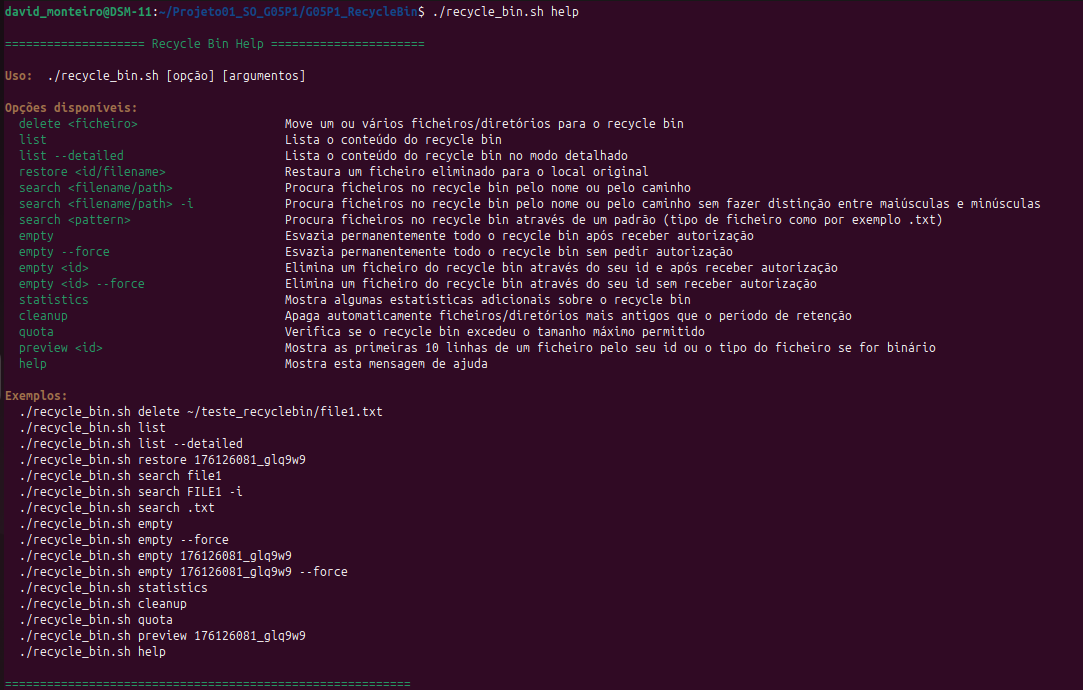 david_monteiro@DSM-11:~/Projeto01_SO_G05P1/G05P1_RecycleBin$ ./recycle_bin.sh help
==================== Recycle Bin Help ======================
Uso:  ./recycle_bin.sh [opção] [argumentos]
Opções disponiveis:
delete <ficheiro> Move um ou vários ficheiros/diretórios para o recycle bin
list Lista o conteúdo do recycle bin
list --detailed Lista o conteúdo do recycle bin no modo detalhado
restore <id/filename> Restaura um ficheiro eliminado para o local original
search <filename/path> Procura ficheiros no recycle bin pelo nome ou pelo caminho
search <filename/path> -i Procura ficheiros no recycle bin pelo nome ou pelo caminho sem fazer distinção entre maiúsculas e minúsculas
search <pattern> Procura ficheiros no recycle bin através de um padrão (tipo de ficheiro como por exemplo .txt)
empty Esvazia permanentemente todo o recycle bin após receber autorização
empty --force Esvazia permanentemente todo o recycle bin sem pedir autorização
empty <id> Elimina um ficheiro do recycle bin através do seu id e após receber autorização
empty <id> --force Elimina um ficheiro do recycle bin através do seu id sem receber autorização
statistics Mostra algumas estatísticas adicionais sobre o recycle bin
cleanup Apaga automaticamente ficheiros/diretórios mais antigos que o periodo de retenção
quota Verifica se o recycle bin excedeu o tamanho máximo permitido
preview <id> Mostra as primeiras 10 linhas de um ficheiro pelo seu id ou o tipo do ficheiro se for binário
help Mostra esta mensagem de ajuda
Exemplos:
./recycle_bin.sh delete ~/teste_recyclebin/file1.txt
./recycle_bin.sh list
./recycle_bin.sh list --detailed
./recycle_bin.sh restore 176126081_glq9w9
./recycle_bin.sh search file1
./recycle_bin.sh search FILE1 -i
./recycle_bin.sh search .txt
./recycle_bin.sh empty
./recycle_bin.sh empty --force
./recycle_bin.sh empty 176126081_glq9w9
./recycle_bin.sh empty 176126081_glq9w9 --force
./recycle_bin.sh statistics
./recycle_bin.sh cleanup
./recycle_bin.sh quota
./recycle_bin.sh preview 176126081_glq9w9
./recycle_bin.sh help
==========================================================